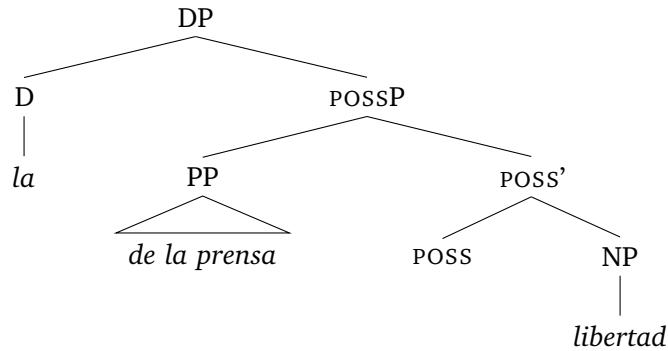 DP
D POSSP
la PP POSS’
de la prensa POSS NP
libertad